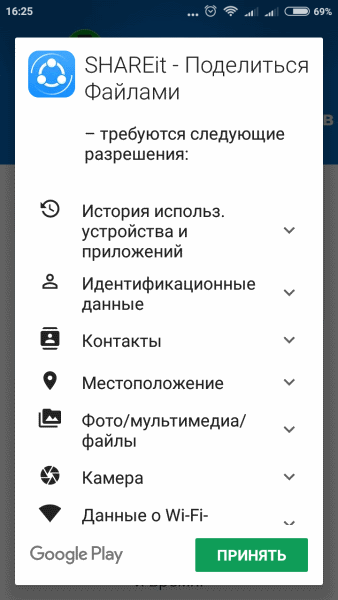 16:25
... 69%
SHAREit - Поделиться
Файлами
– требуются следующие
разрешения:
История использ.
устройства и
приложений
Идентификационные
данные
Контакты
Местоположение
Фото/мультимедиа/
файлы
Камера
Данные о Wi-Fi-
Google Play
ПРИНЯТЬ